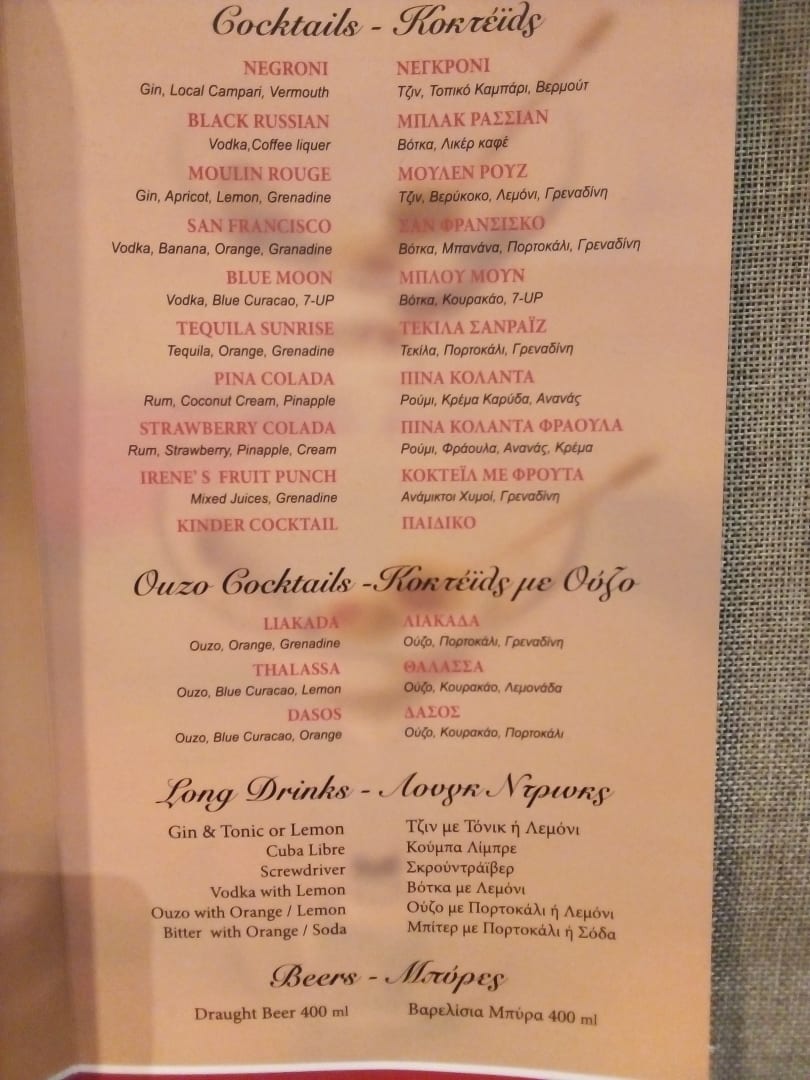 Cocktails - Κοκτέϊλς
NEGRONI ΝΕΓΚΡΟΝΙ
Gin, Local Campari, Vermouth Τζιν, Τοπικό Καμπάρι, Βερμούτ
BLACK RUSSIAN ΜΠΛΑΚ ΡΑΣΣΙΑΝ
Vodka,Coffee liquer Βότκα, Λικέρ καφέ
MOULIN ROUGE ΜΟΥΛΕΝ ΡΟΥΖ
Gin, Apricot, Lemon, Grenadine Τζιν, Βερύκοκο, Λεμόνι, Γρεναδίνη
SAN FRANCISCO ΣΑΝ ΦΡΑΝΣΙΣΚΟ
Vodka, Banana, Orange, Granadine Βότκα, Μπανάνα, Πορτοκάλι, Γρεναδίνη
BLUE MOON ΜΠΛΟΥ ΜΟΥΝ
Vodka, Blue Curacao, 7-UP Βότκα, Κουρακάο, 7-UP
TEQUILA SUNRISE ΤΕΚΙΛΑ ΣΑΝΡΑΪΖ
Tequila, Orange, Grenadine Τεκίλα, Πορτοκάλι, Γρεναδίνη
PINA COLADA ΠΙΝΑ ΚΟΛΑΝΤΑ
Rum, Coconut Cream, Pinapple Ρούμι, Κρέμα Καρύδα, Ανανάς
STRAWBERRY COLADA ΠΙΝΑ ΚΟΛΑΝΤΑ ΦΡΑΟΥΛΑ
Rum, Strawberry, Pinapple, Cream Ρούμι, Φράουλα, Ανανάς, Κρέμα
IRENE' S FRUIT PUNCH ΚΟΚΤΕΪΛ ΜΕ ΦΡΟΥΤΑ
Mixed Juices, Grenadine Ανάμικτοι Χυμοί, Γρεναδίνη
KINDER COCKTAIL ΠΑΙΔΙΚΟ
Ouzo Cocktails -Κοκτέϊλς με Ούζο
LIAKADA ΛΙΑΚΑΔΑ
Ouzo, Orange, Grenadine Ούζο, Πορτοκάλι, Γρεναδίνη
THALASSA ΘΑΛΑΣΣΑ
Ouzo, Blue Curacao, Lemon Ούζο, Κουρακάο, Λεμονάδα
DASOS ΔΑΣΟΣ
Ouzo, Blue Curacao, Orange Ούζο, Κουρακάο, Πορτοκάλι
Long Drinks - Λονγκ Ντρινκς
Gin & Tonic or Lemon Τζιν με Τόνικ ή Λεμόνι
Cuba Libre Κούμπα Λίμπρε
Screwdriver Σκρούντράϊβερ
Vodka with Lemon Βότκα με Λεμόνι
Ouzo with Orange / Lemon Ούζο με Πορτοκάλι ή Λεμόνι
Bitter with Orange / Soda Μπίτερ με Πορτοκάλι ή Σόδα
Beers - Μπύρες
Draught Beer 400 ml Βαρελίσια Μπύρα 400 ml